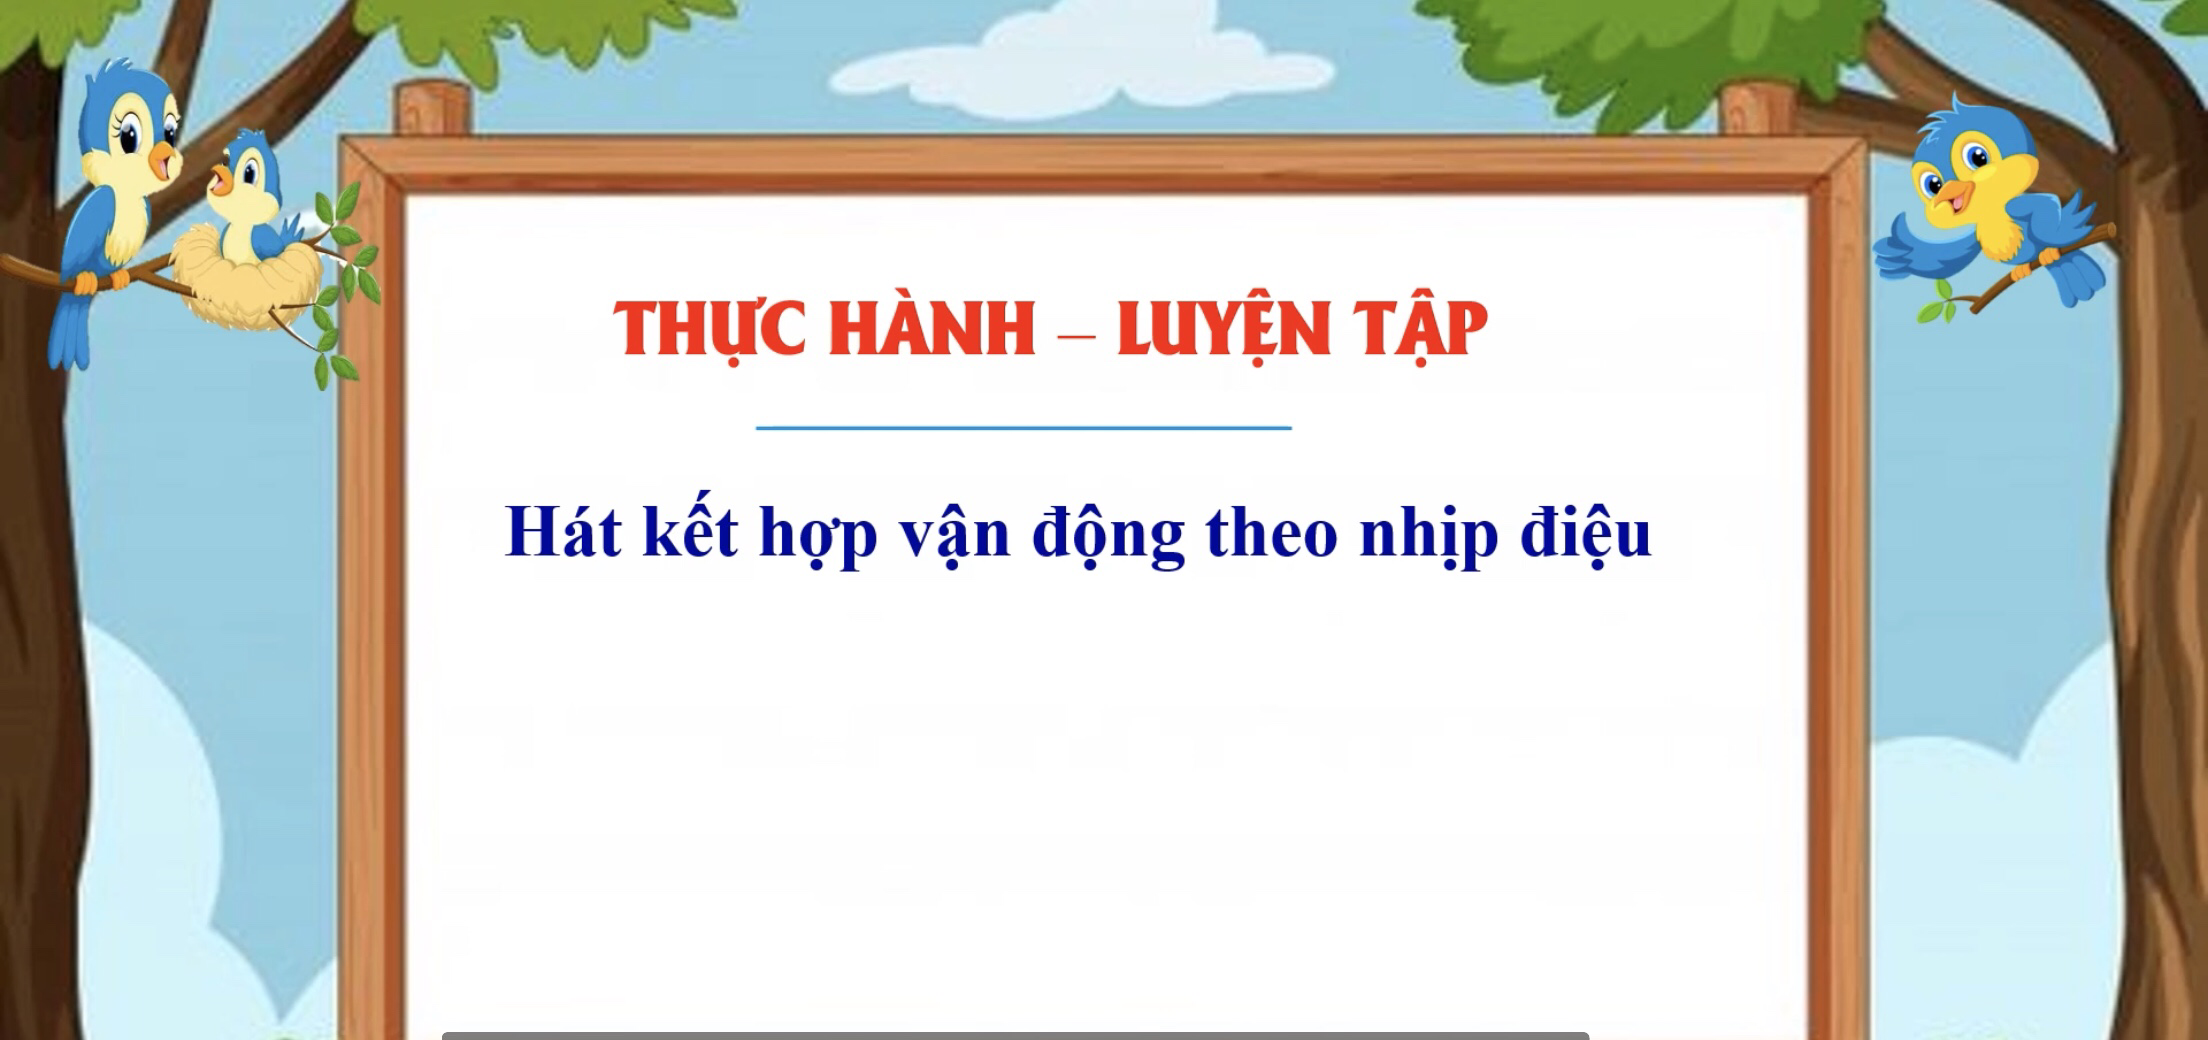 THỰC HÀNH – LUYỆN TẬP
Hát kết hợp vận động theo nhịp điệu